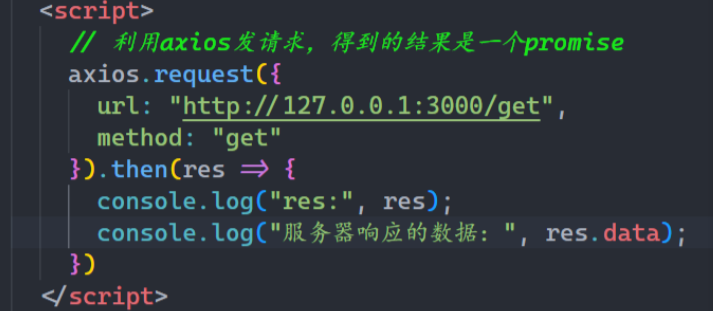 <script>
// 利用axios发请求，得到的结果是一个promise
axios.request({
url: "http://127.0.0.1:3000/get",
method: "get"
}).then(res => {
console.log("res:", res);
console.log("服务器响应的数据：", res.data);
})
</script>